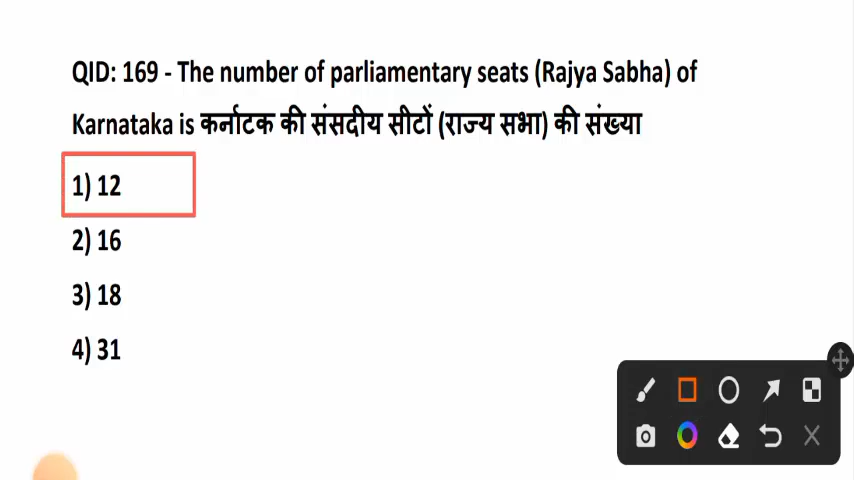 QID: 169 - The number of parliamentary seats (Rajya Sabha) of
Karnataka is कर्नाटक की संसदीय सीटों (राज्य सभा) की संख्या
1) 12
2) 16
3) 18
4) 31